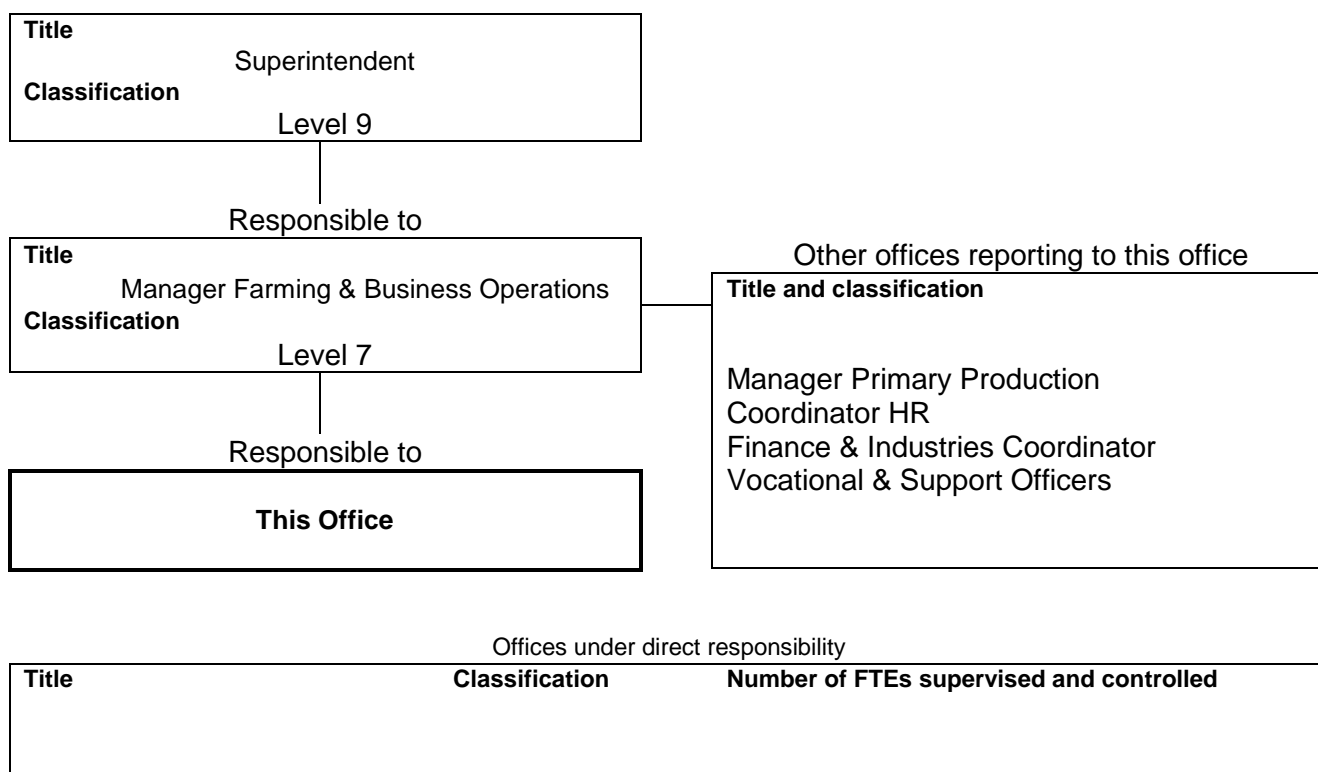 Title
Superintendent
Classification
Level 9
Responsible to
Title
Manager Farming & Business Operations
Classification
Level 7
Other offices reporting to this office
Title and classification
Manager Primary Production
Coordinator HR
Finance & Industries Coordinator
Vocational & Support Officers
Responsible to
This Office
Offices under direct responsibility
Title Classification Number of FTEs supervised and controlled